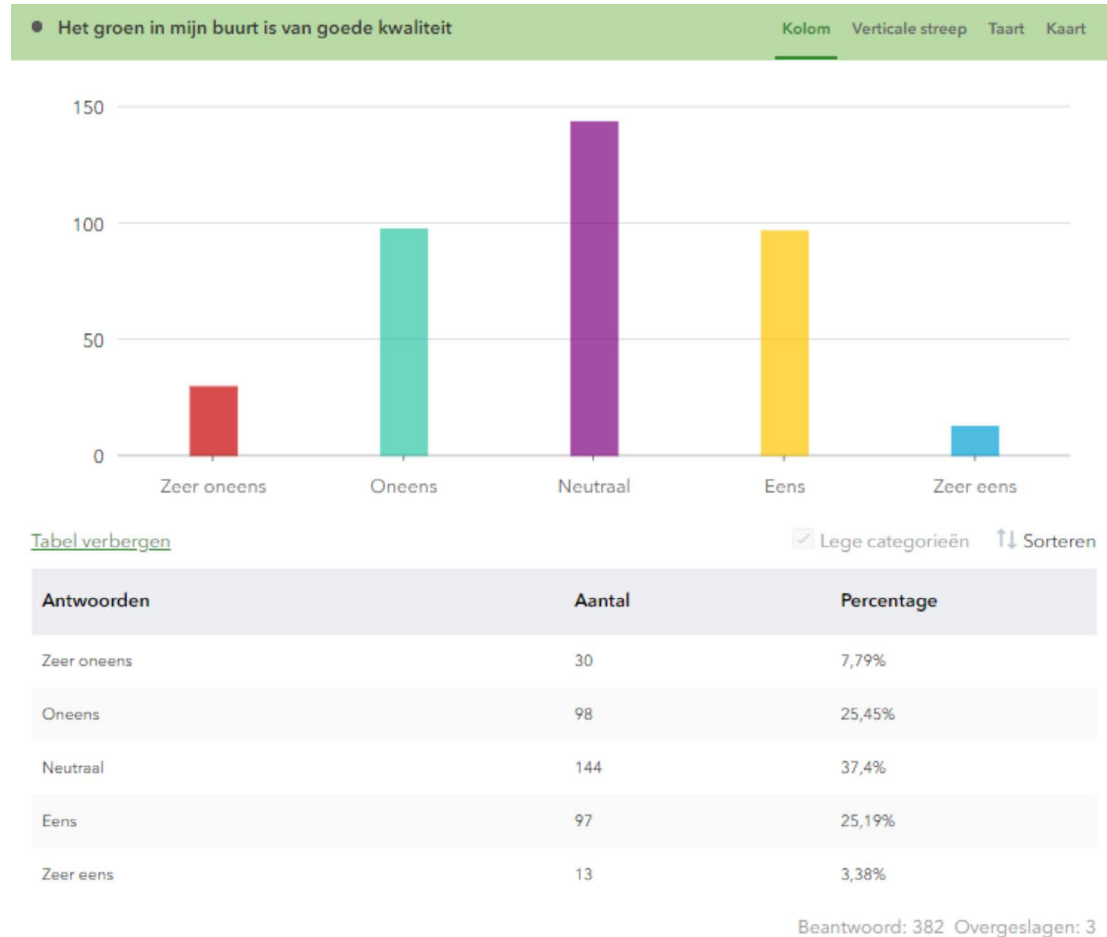 Het groen in mijn buurt is van goede kwaliteit Kolom Verticale streep Taart Kaart
150
100
50
0
Zeer oneens Oneens Neutraal Eens Zeer eens
Tabel verbergen Lege categorieën Sorteren
Antwoorden Aantal Percentage
Zeer oneens 30 7,79%
Oneens 98 25,45%
Neutraal 144 37,4%
Eens 97 25,19%
Zeer eens 13 3,38%
Beantwoord: 382 Overgeslagen: 3